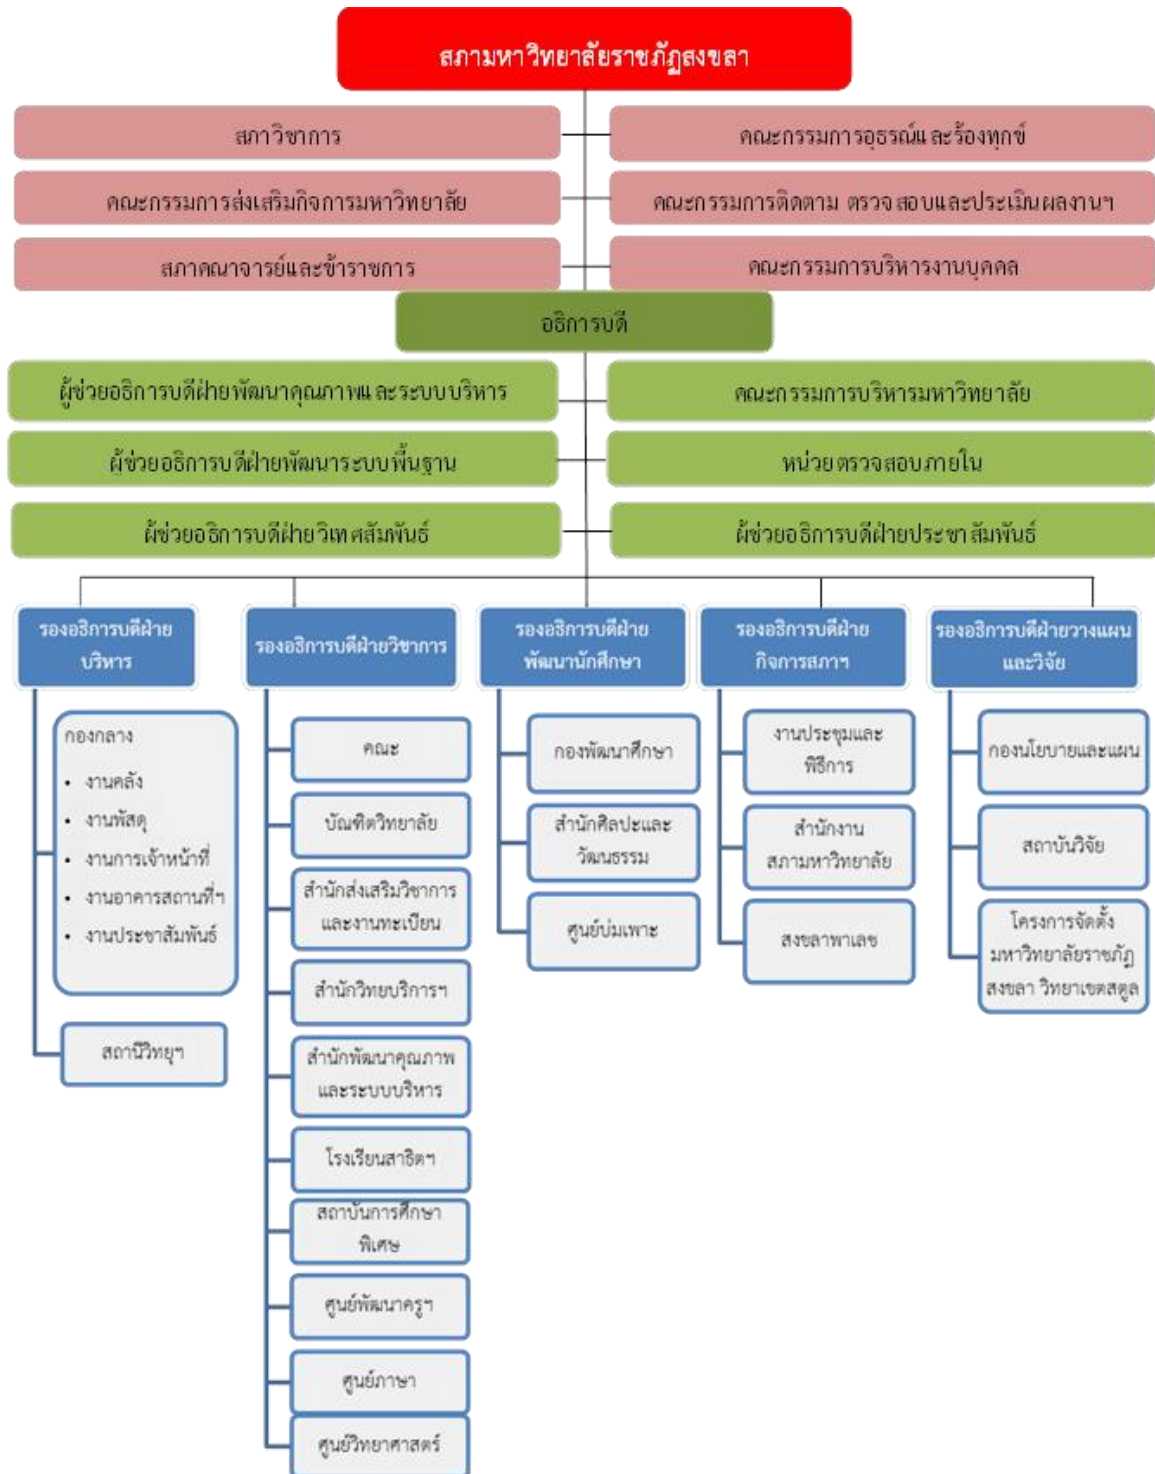 สภามหาวิทยาลัยราชภัฏสงขลา
สภาวิชาการ
คณะกรรมการอุธรณ์และร้องทุกข์
คณะกรรมการส่งเสริมกิจการมหาวิทยาลัย
คณะกรรมการติดตาม ตรวจสอบและประเมินผลงานฯ
สภาคณาจารย์และข้าราชการ
คณะกรรมการบริหารงานบุคคล
อธิการบดี
ผู้ช่วยอธิการบดีฝ่ายพัฒนาคุณภาพและระบบบริหาร
คณะกรรมการบริหารมหาวิทยาลัย
ผู้ช่วยอธิการบดีฝ่ายพัฒนาระบบพื้นฐาน
หน่วยตรวจสอบภายใน
ผู้ช่วยอธิการบดีฝ่ายวิเทศสัมพันธ์
ผู้ช่วยอธิการบดีฝ่ายประชาสัมพันธ์
รองอธิการบดีฝ่าย
บริหาร
กองกลาง
• งานคลัง
• งานพัสดุ
• งานการเจ้าหน้าที่
• งานอาคารสถานที่ฯ
• งานประชาสัมพันธ์
สถานีวิทยุฯ
รองอธิการบดีฝ่ายวิชาการ
คณะ
บัณฑิตวิทยาลัย
สำนักส่งเสริมวิชาการ
และงานทะเบียน
สำนักวิทยบริการฯ
สำนักพัฒนาคุณภาพ
และระบบบริหาร
โรงเรียนสาธิตฯ
สถาบันการศึกษา
พิเศษ
ศูนย์พัฒนาครูฯ
ศูนย์ภาษา
ศูนย์วิทยาศาสตร์
รองอธิการบดีฝ่าย
พัฒนานักศึกษา
กองพัฒนาศึกษา
สำนักศิลปะและ
วัฒนธรรม
ศูนย์บ่มเพาะ
รองอธิการบดีฝ่าย
กิจการสภาฯ
งานประชุมและ
พิธีการ
สำนักงาน
สภามหาวิทยาลัย
สงขลาพาเลซ
รองอธิการบดีฝ่ายวางแผน
และวิจัย
กองนโยบายและแผน
สถาบันวิจัย
โครงการจัดตั้ง
มหาวิทยาลัยราชภัฏ
สงขลา วิทยาเขตสตูล